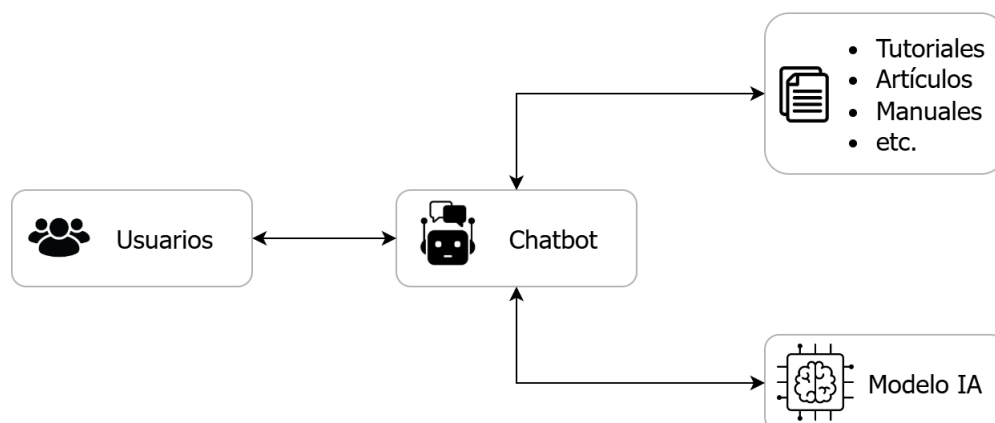 Usuarios
Chatbot
• Tutoriales
• Artículos
• Manuales
• etc.
Modelo IA